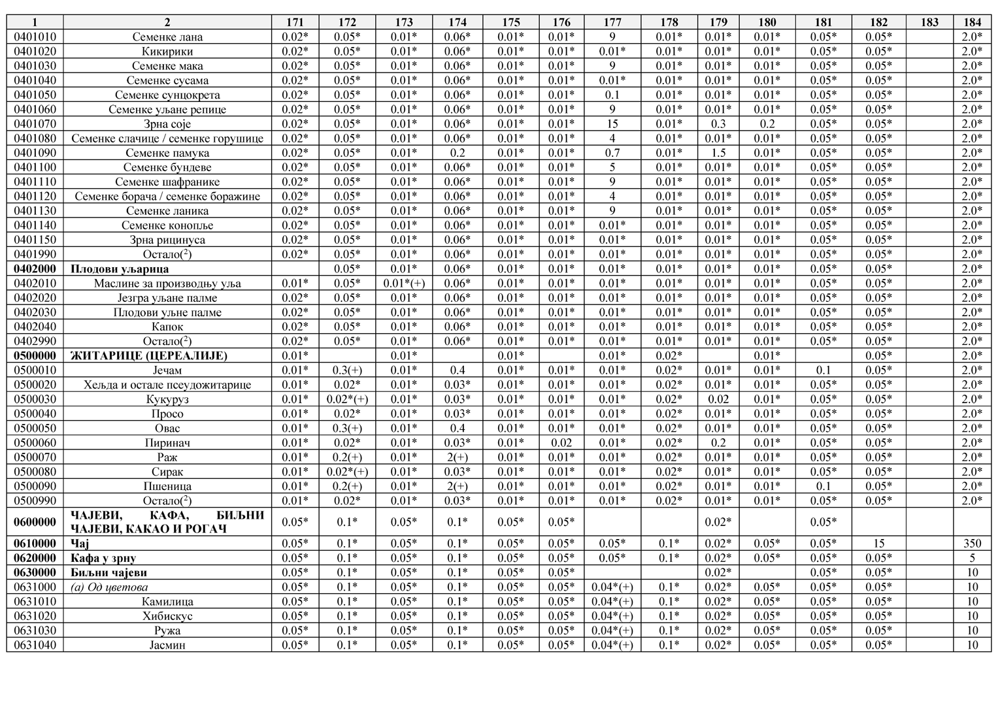 1 2 171 172 173 174 175 176 177 178 179 180 181 182 183 184
0401010 Семенке лана 0.02* 0.05* 0.01* 0.06* 0.01* 0.01* 9 0.01* 0.01* 0.01* 0.05* 0.05* 2.0*
0401020 Кикирики 0.02* 0.05* 0.01* 0.06* 0.01* 0.01* 0.01* 0.01* 0.01* 0.01* 0.05* 0.05* 2.0*
0401030 Семенке мака 0.02* 0.05* 0.01* 0.06* 0.01* 0.01* 9 0.01* 0.01* 0.01* 0.05* 0.05* 2.0*
0401040 Семенке сусама 0.02* 0.05* 0.01* 0.06* 0.01* 0.01* 0.01* 0.01* 0.01* 0.01* 0.05* 0.05* 2.0*
0401050 Семенке сунцокрета 0.02* 0.05* 0.01* 0.06* 0.01* 0.01* 0.1 0.01* 0.01* 0.01* 0.05* 0.05* 2.0*
0401060 Семенке уљане репице 0.02* 0.05* 0.01* 0.06* 0.01* 0.01* 9 0.01* 0.01* 0.01* 0.05* 0.05* 2.0*
0401070 Зрна соје 0.02* 0.05* 0.01* 0.06* 0.01* 0.01* 15 0.01* 0.3 0.2 0.05* 0.05* 2.0*
0401080 Семенке слачице / семенке горушице 0.02* 0.05* 0.01* 0.06* 0.01* 0.01* 4 0.01* 0.01* 0.01* 0.05* 0.05* 2.0*
0401090 Семенке памука 0.02* 0.05* 0.01* 0.2 0.01* 0.01* 0.7 0.01* 1.5 0.01* 0.05* 0.05* 2.0*
0401100 Семенке бундеве 0.02* 0.05* 0.01* 0.06* 0.01* 0.01* 5 0.01* 0.01* 0.01* 0.05* 0.05* 2.0*
0401110 Семенке шафранике 0.02* 0.05* 0.01* 0.06* 0.01* 0.01* 9 0.01* 0.01* 0.01* 0.05* 0.05* 2.0*
0401120 Семенке борача / семенке боражине 0.02* 0.05* 0.01* 0.06* 0.01* 0.01* 4 0.01* 0.01* 0.01* 0.05* 0.05* 2.0*
0401130 Семенке ланика 0.02* 0.05* 0.01* 0.06* 0.01* 0.01* 9 0.01* 0.01* 0.01* 0.05* 0.05* 2.0*
0401140 Семенке конопље 0.02* 0.05* 0.01* 0.06* 0.01* 0.01* 0.01* 0.01* 0.01* 0.01* 0.05* 0.05* 2.0*
0401150 Зрна рицинуса 0.02* 0.05* 0.01* 0.06* 0.01* 0.01* 0.01* 0.01* 0.01* 0.01* 0.05* 0.05* 2.0*
0401990 Остало(²) 0.02* 0.05* 0.01* 0.06* 0.01* 0.01* 0.01* 0.01* 0.01* 0.01* 0.05* 0.05* 2.0*
0402000 Плодови уљарица 0.05* 0.01* 0.06* 0.01* 0.01* 0.01* 0.01* 0.01* 0.01* 0.05* 0.05* 2.0*
0402010 Маслине за производњу уља 0.01* 0.05* 0.01*(+) 0.06* 0.01* 0.01* 0.01* 0.01* 0.01* 0.01* 0.05* 0.05* 2.0*
0402020 Језгра уљане палме 0.02* 0.05* 0.01* 0.06* 0.01* 0.01* 0.01* 0.01* 0.01* 0.01* 0.05* 0.05* 2.0*
0402030 Плодови уљне палме 0.02* 0.05* 0.01* 0.06* 0.01* 0.01* 0.01* 0.01* 0.01* 0.01* 0.05* 0.05* 2.0*
0402040 Капок 0.02* 0.05* 0.01* 0.06* 0.01* 0.01* 0.01* 0.01* 0.01* 0.01* 0.05* 0.05* 2.0*
0402990 Остало(²) 0.02* 0.05* 0.01* 0.06* 0.01* 0.01* 0.01* 0.01* 0.01* 0.01* 0.05* 0.05* 2.0*
0500000 ЖИТАРИЦЕ (ЦЕРЕАЛИЈЕ) 0.01* 0.01* 0.01* 0.01* 0.02* 0.01* 0.05* 2.0*
0500010 Јечам 0.01* 0.3(+) 0.01* 0.4 0.01* 0.01* 0.01* 0.02* 0.01* 0.01* 0.1 0.05* 2.0*
0500020 Хељда и остале псеудожитарице 0.01* 0.02* 0.01* 0.03* 0.01* 0.01* 0.01* 0.02* 0.01* 0.01* 0.05* 0.05* 2.0*
0500030 Кукуруз 0.01* 0.02*(+) 0.01* 0.03* 0.01* 0.01* 0.01* 0.02* 0.02 0.01* 0.05* 0.05* 2.0*
0500040 Просо 0.01* 0.02* 0.01* 0.03* 0.01* 0.01* 0.01* 0.02* 0.01* 0.01* 0.05* 0.05* 2.0*
0500050 Овас 0.01* 0.3(+) 0.01* 0.4 0.01* 0.01* 0.01* 0.02* 0.01* 0.01* 0.05* 0.05* 2.0*
0500060 Пиринач 0.01* 0.02* 0.01* 0.03* 0.01* 0.02 0.01* 0.02* 0.2 0.01* 0.05* 0.05* 2.0*
0500070 Раж 0.01* 0.2(+) 0.01* 2(+) 0.01* 0.01* 0.01* 0.02* 0.01* 0.01* 0.05* 0.05* 2.0*
0500080 Сирак 0.01* 0.02*(+) 0.01* 0.03* 0.01* 0.01* 0.01* 0.02* 0.01* 0.01* 0.05* 0.05* 2.0*
0500090 Пшеница 0.01* 0.2(+) 0.01* 2(+) 0.01* 0.01* 0.01* 0.02* 0.01* 0.01* 0.1 0.05* 2.0*
0500990 Остало(²) 0.01* 0.02* 0.01* 0.03* 0.01* 0.01* 0.01* 0.02* 0.01* 0.01* 0.05* 0.05* 2.0*
0600000 ЧАЈЕВИ, КАФА, БИЉНИ
ЧАЈЕВИ, КАКАО И РОГАЧ 0.05* 0.1* 0.05* 0.1* 0.05* 0.05* 0.02* 0.05*
0610000 Чај 0.05* 0.1* 0.05* 0.1* 0.05* 0.05* 0.05* 0.1* 0.02* 0.05* 0.05* 15 350
0620000 Кафа у зрну 0.05* 0.1* 0.05* 0.1* 0.05* 0.05* 0.05* 0.1* 0.02* 0.05* 0.05* 0.05* 5
0630000 Биљни чајеви 0.05* 0.1* 0.05* 0.1* 0.05* 0.05* 0.02* 0.05* 0.05* 10
0631000 (а) Од цветова 0.05* 0.1* 0.05* 0.1* 0.05* 0.05* 0.04*(+) 0.1* 0.02* 0.05* 0.05* 0.05* 10
0631010 Камилица 0.05* 0.1* 0.05* 0.1* 0.05* 0.05* 0.04*(+) 0.1* 0.02* 0.05* 0.05* 0.05* 10
0631020 Хибискус 0.05* 0.1* 0.05* 0.1* 0.05* 0.05* 0.04*(+) 0.1* 0.02* 0.05* 0.05* 0.05* 10
0631030 Ружа 0.05* 0.1* 0.05* 0.1* 0.05* 0.05* 0.04*(+) 0.1* 0.02* 0.05* 0.05* 0.05* 10
0631040 Јасмин 0.05* 0.1* 0.05* 0.1* 0.05* 0.05* 0.04*(+) 0.1* 0.02* 0.05* 0.05* 0.05* 10